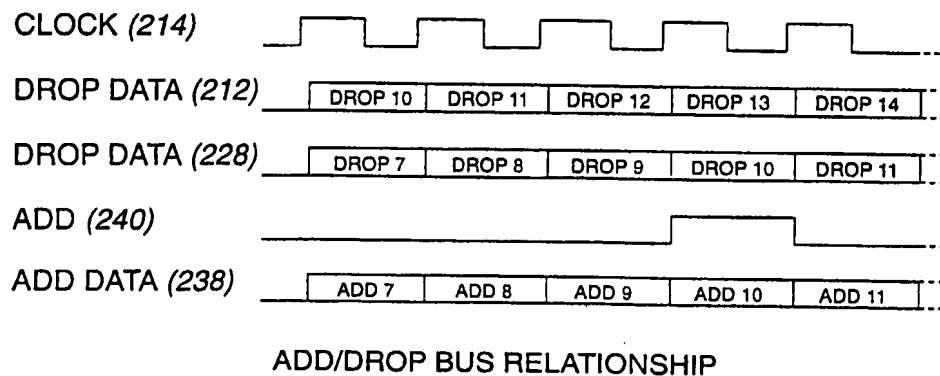 CLOCK (214)
DROP DATA (212) DROP 10 DROP 11 DROP 12 DROP 13 DROP 14
DROP DATA (228) DROP 7 DROP 8 DROP 9 DROP 10 DROP 11
ADD (240)
ADD DATA (238) ADD 7 ADD 8 ADD 9 ADD 10 ADD 11
ADD/DROP BUS RELATIONSHIP